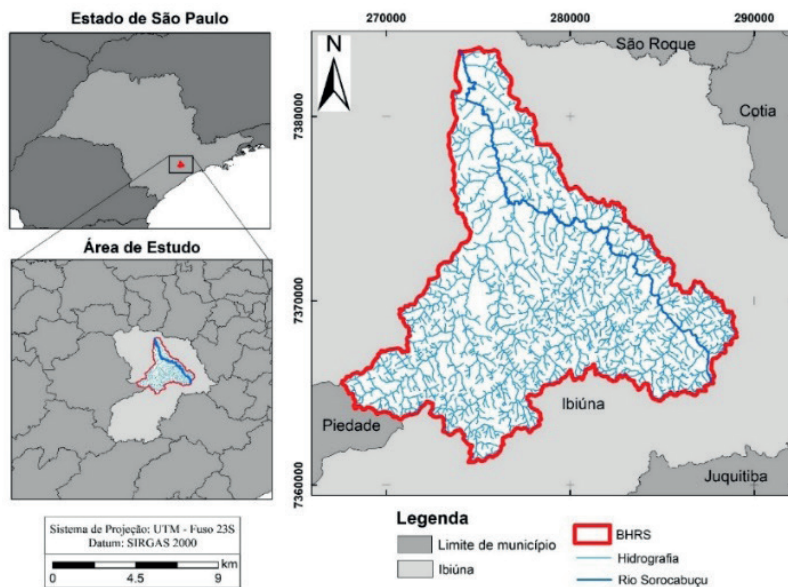 Estado de São Paulo
Área de Estudo
Sistema de Projeção: UTM - Fuso 23S
Datum: SIRGAS 2000
km
0 4.5 9
270000 280000 290000
7380000
7370000
7360000
N
São Roque
Cotia
Ibiúna
Piedade
Juquitiba
Legenda
Limite de município
Ibiúna
BHRS
Hidrografia
Rio Sorocabuçu